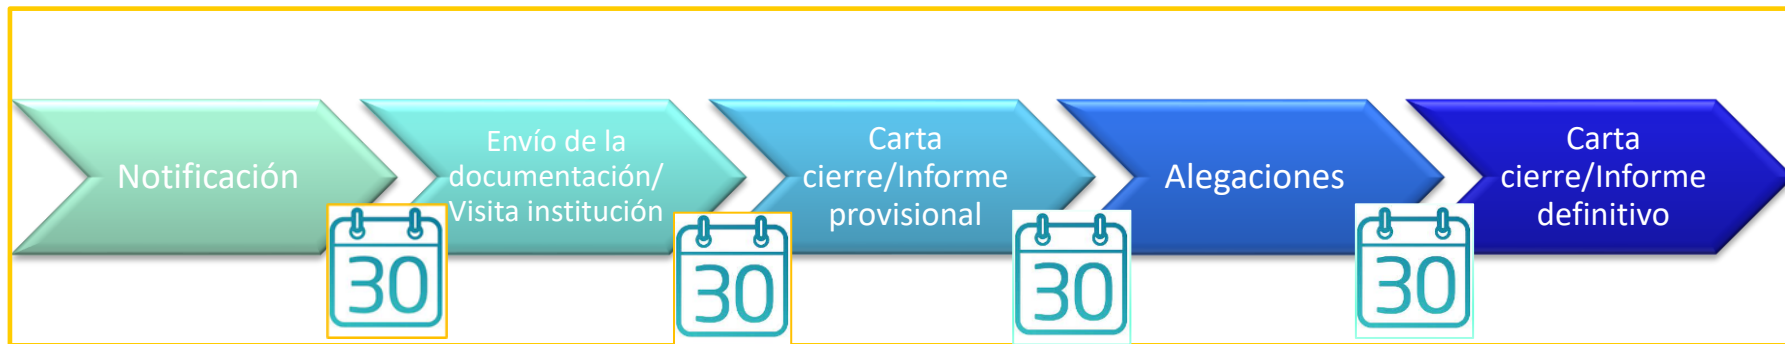 Notificación
Envío de la
documentación/
Visita institución
Carta
cierre/Informe
provisional
Alegaciones
Carta
cierre/Informe
definitivo
30
30
30
30